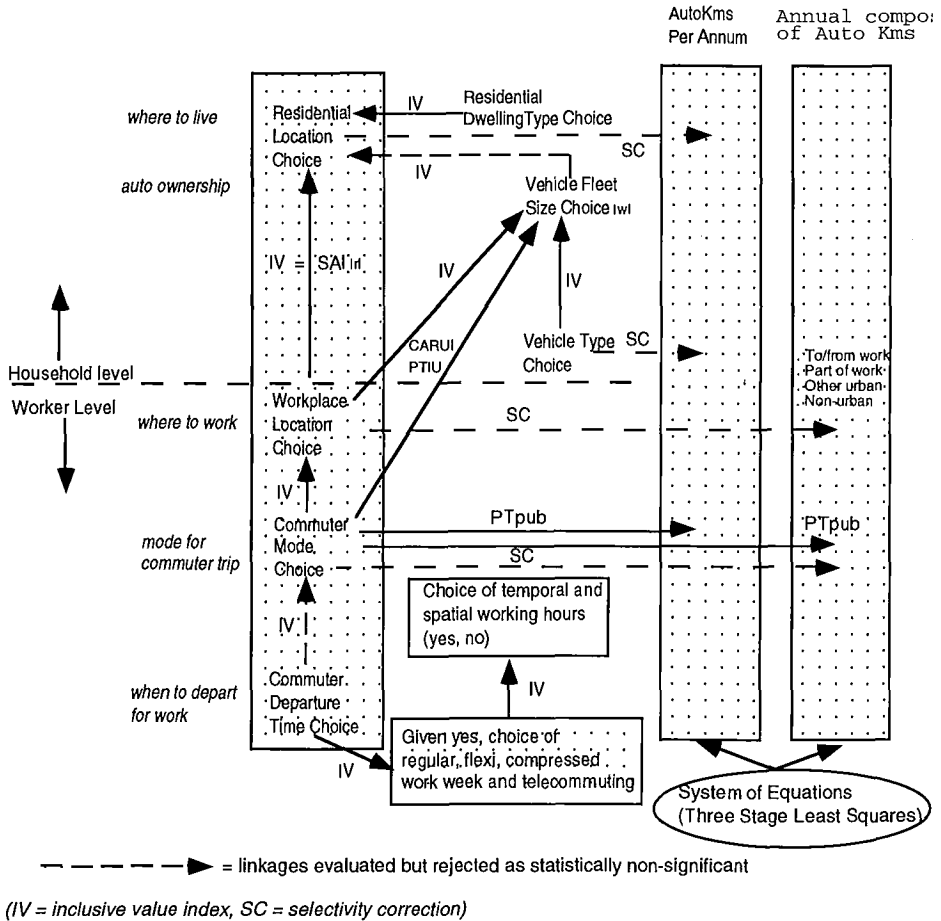 AutoKms
Per Annum
Annual compos
of Auto Kms
where to live
Residential
Location
Choice
IV
Residential
DwellingType Choice
SC
IV
auto ownership
Vehicle Fleet
Size Choice IwI
IV = SAI
IV
IV
CARUI
PTIU
Vehicle Type
Choice
SC
Household level
Worker Level
To/from work
Part of work
Other urban
Non-urban
where to work
Workplace
Location
Choice
SC
IV
mode for
commuter trip
Commuter
Mode
Choice
PTpub
PTpub
SC
Choice of temporal and
spatial working hours
(yes, no)
IV
IV
when to depart
for work
Commuter
Departure
Time Choice
IV
Given yes, choice of
regular, flexi, compressed
work week and telecommuting
System of Equations
(Three Stage Least Squares)
= linkages evaluated but rejected as statistically non-significant
(IV = inclusive value index, SC = selectivity correction)